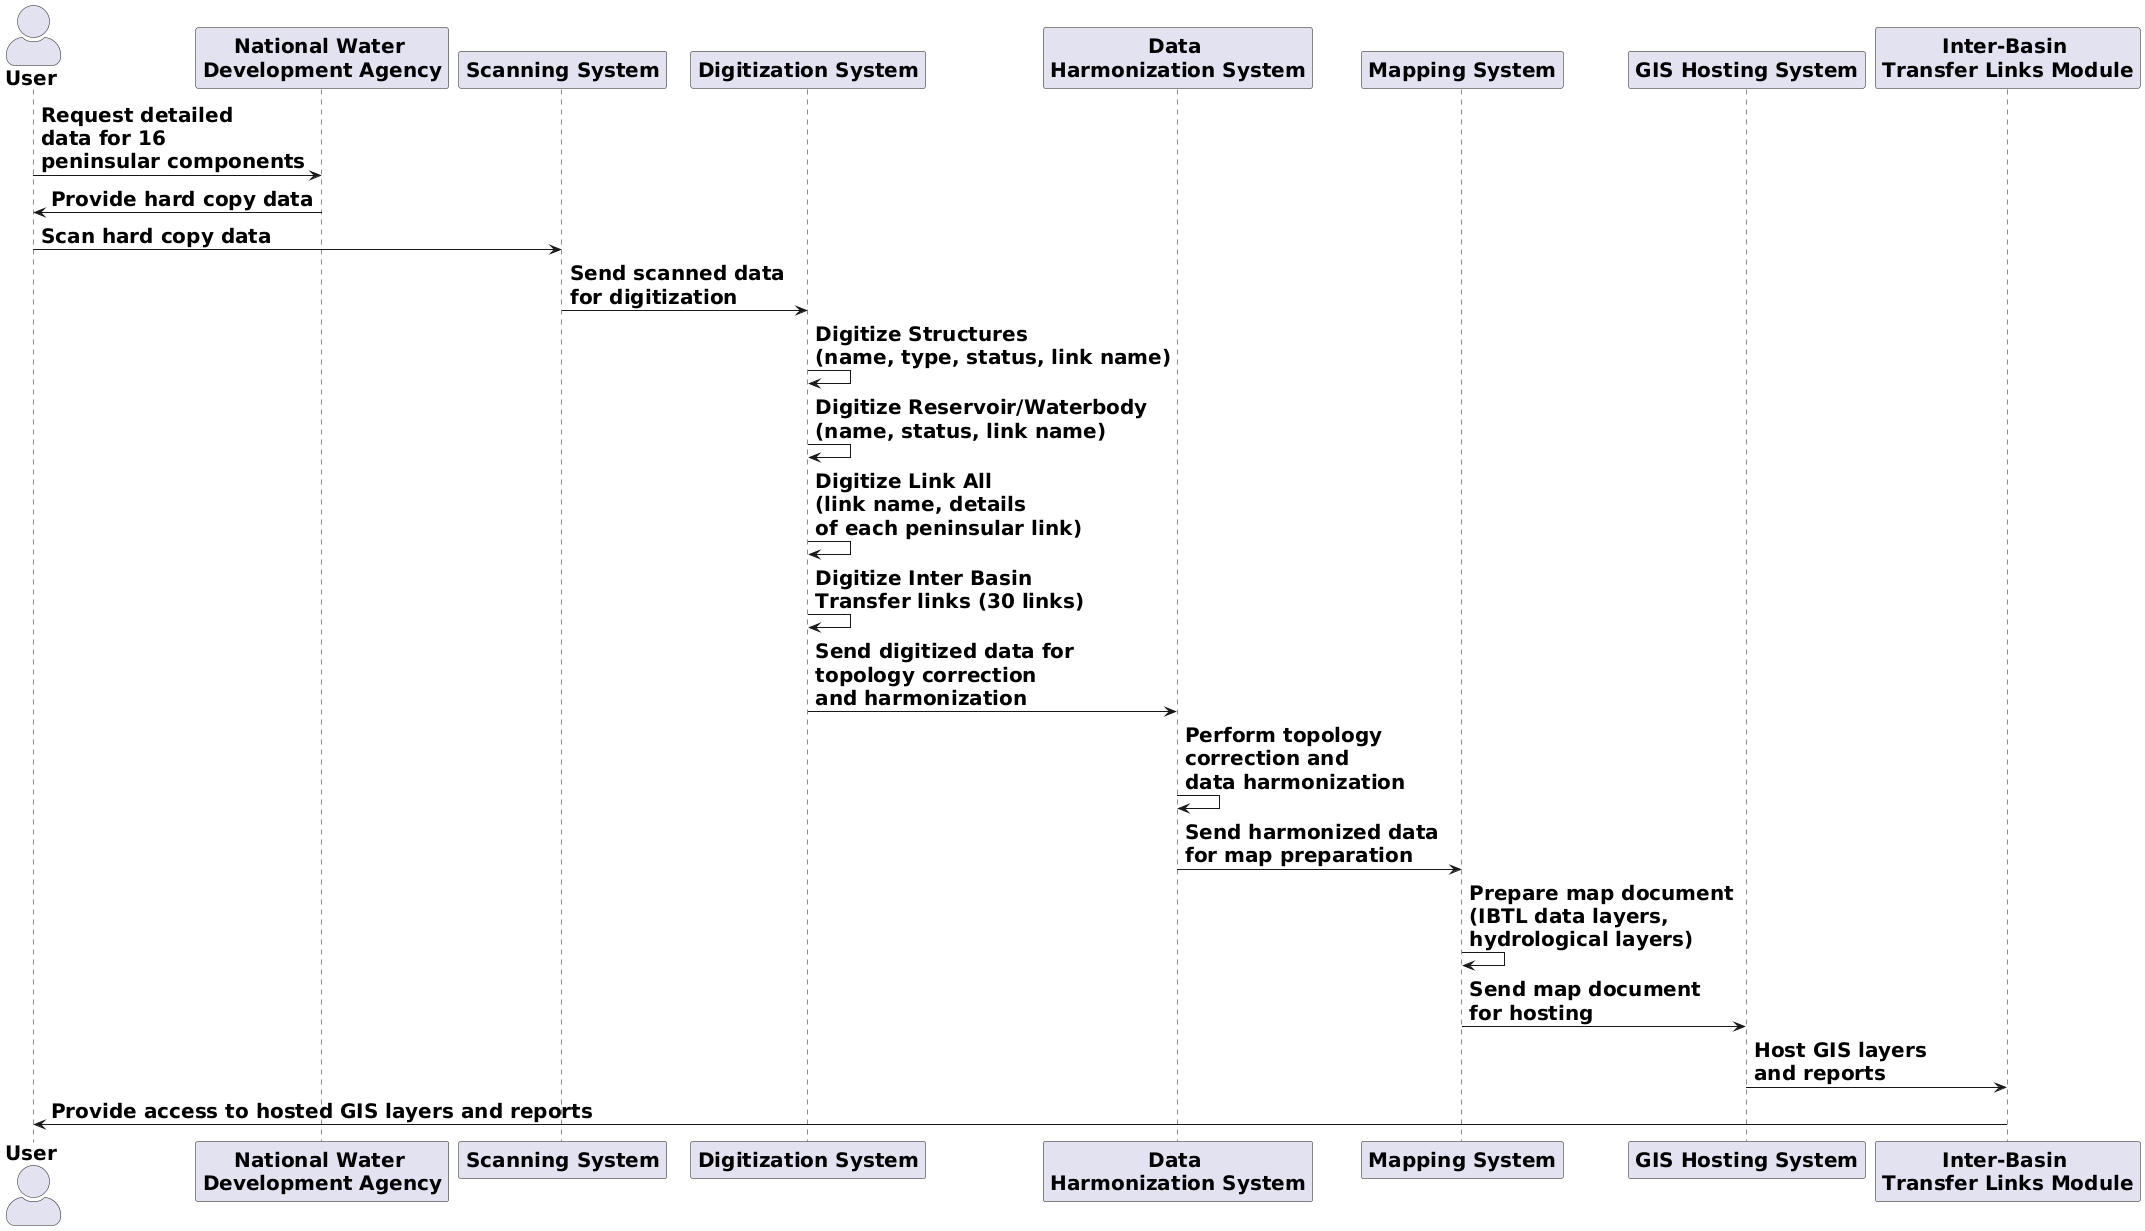 User
National Water
Development Agency
Scanning System
Digitization System
Data
Harmonization System
Mapping System
GIS Hosting System
Inter-Basin
Transfer Links Module
Request detailed
data for 16
peninsular components
Provide hard copy data
Scan hard copy data
Send scanned data
for digitization
Digitize Structures
(name, type, status, link name)
Digitize Reservoir/Waterbody
(name, status, link name)
Digitize Link All
(link name, details
of each peninsular link)
Digitize Inter Basin
Transfer links (30 links)
Send digitized data for
topology correction
and harmonization
Perform topology
correction and
data harmonization
Send harmonized data
for map preparation
Prepare map document
(IBTL data layers,
hydrological layers)
Send map document
for hosting
Host GIS layers
and reports
Provide access to hosted GIS layers and reports
User
National Water
Development Agency
Scanning System
Digitization System
Data
Harmonization System
Mapping System
GIS Hosting System
Inter-Basin
Transfer Links Module